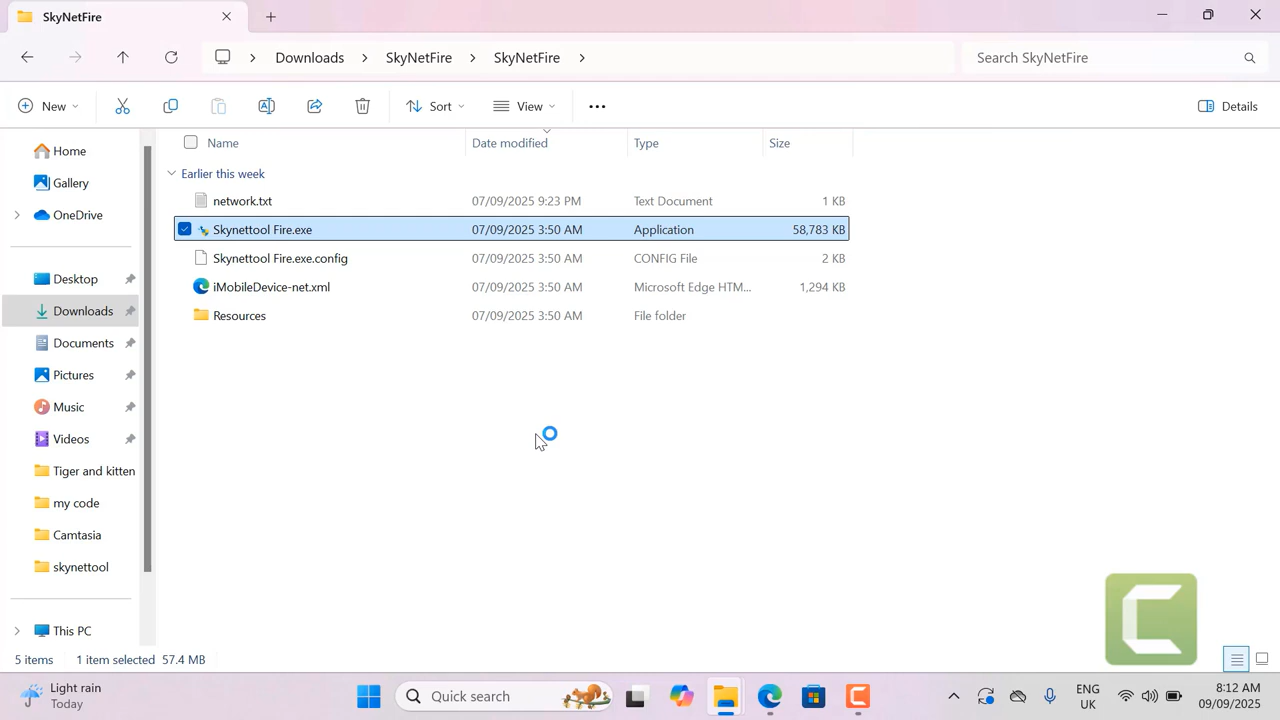 SkyNetFire
Downloads > SkyNetFire > SkyNetFire >
Search SkyNetFire
New
Sort
View
Details
Name Date modified Type Size
Earlier this week
network.txt 07/09/2025 9:23 PM Text Document 1 KB
Skynettool Fire.exe 07/09/2025 3:50 AM Application 58,783 KB
Skynettool Fire.exe.config 07/09/2025 3:50 AM CONFIG File 2 KB
iMobileDevice-net.xml 07/09/2025 3:50 AM Microsoft Edge HTM... 1,294 KB
Resources 07/09/2025 3:50 AM File folder
Home
Gallery
OneDrive
Desktop
Downloads
Documents
Pictures
Music
Videos
Tiger and kitten
my code
Camtasia
skynettool
This PC
5 items 1 item selected 57.4 MB
Light rain
Today
Quick search
ENG
UK
8:12 AM
09/09/2025